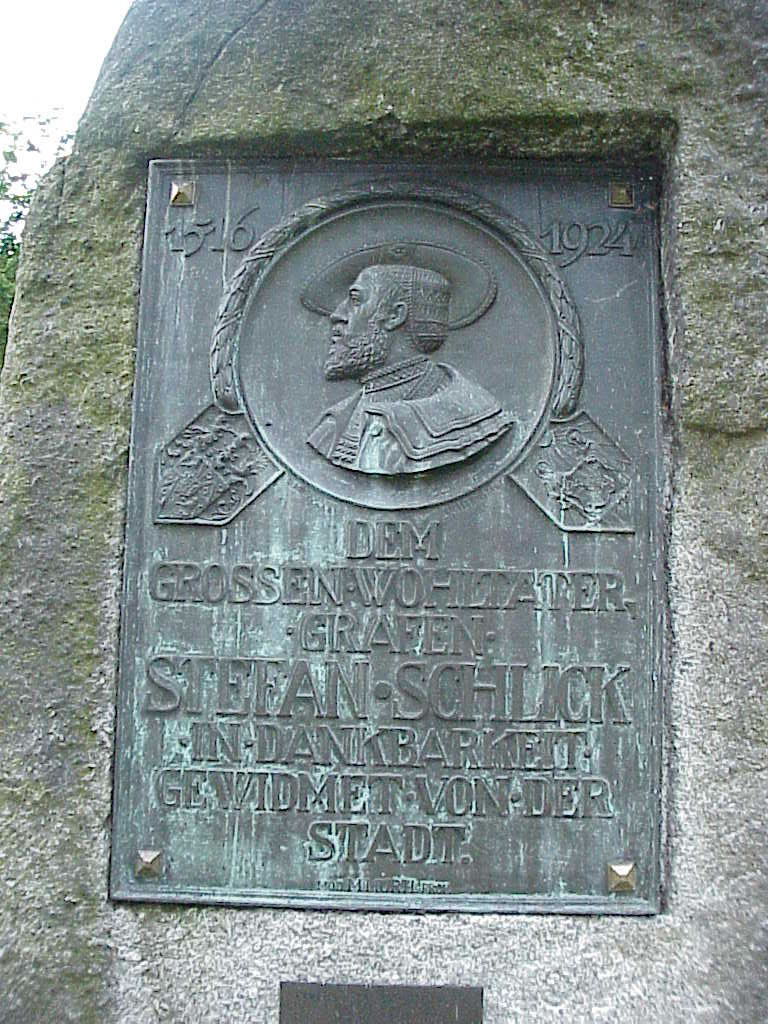 1516 1924
DEM
GROSSEN·WOHLTÄTER,
·GRAFEN·
STEFAN·SCHLICK
·IN·DANKBARKEIT·
GEWIDMET·VON·DER
STADT.